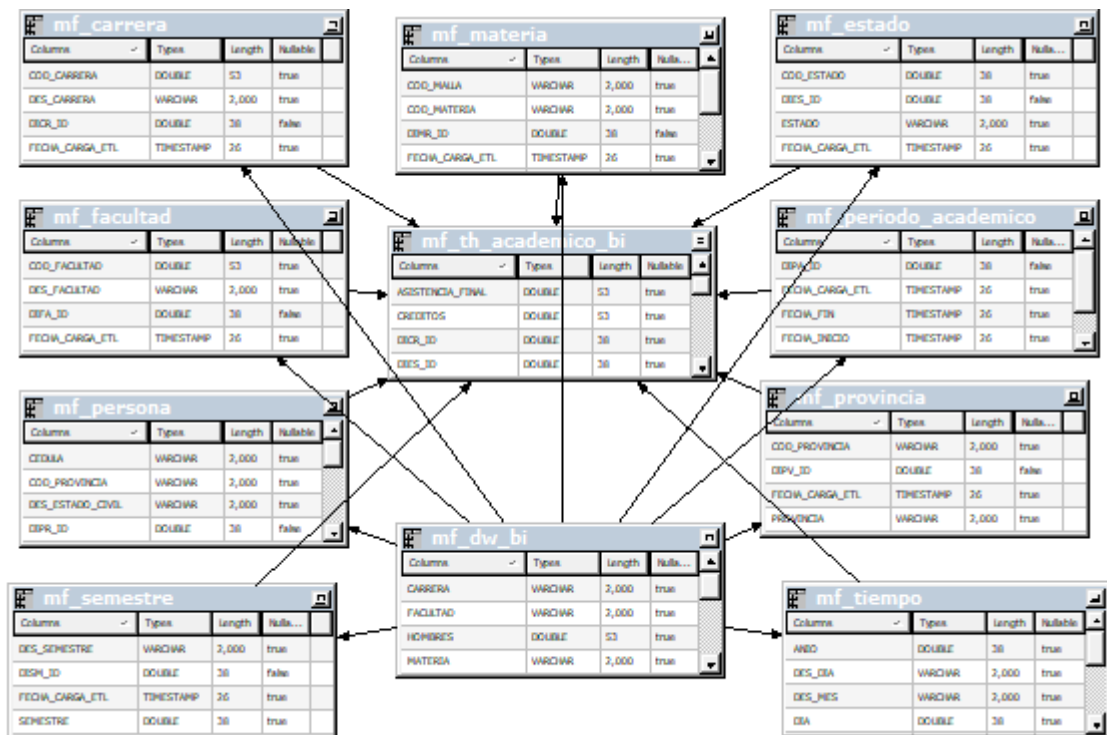 mf_carrera
Columns Types Length Nullable
COD_CARRERA DOUBLE 53 true
DES_CARRERA VARCHAR 2,000 true
DICR_ID DOUBLE 38 false
FECHA_CARGA_ETL TIMESTAMP 26 true
mf_materia
Columns Types Length Nulla...
COD_MALLA VARCHAR 2,000 true
COD_MATERIA VARCHAR 2,000 true
DIMR_ID DOUBLE 38 false
FECHA_CARGA_ETL TIMESTAMP 26 true
mf_estado
Columns Types Length Nulla...
COD_ESTADO DOUBLE 38 true
DIES_ID DOUBLE 38 false
ESTADO VARCHAR 2,000 true
FECHA_CARGA_ETL TIMESTAMP 26 true
mf_facultad
Columns Types Length Nullable
COD_FACULTAD DOUBLE 53 true
DES_FACULTAD VARCHAR 2,000 true
DIFA_ID DOUBLE 38 false
FECHA_CARGA_ETL TIMESTAMP 26 true
mf_th_academico_bi
Columns Types Length Nullable
ASISTENCIA_FINAL DOUBLE 53 true
CREDITOS DOUBLE 53 true
DICR_ID DOUBLE 38 true
DIES_ID DOUBLE 38 true
mf_periodo_academico
Columns Types Length Nullable
DIPA_ID DOUBLE 38 false
FECHA_CARGA_ETL TIMESTAMP 26 true
FECHA_FIN TIMESTAMP 26 true
FECHA_INICIO TIMESTAMP 26 true
mf_persona
Columns Types Length Nullable
CEDULA VARCHAR 2,000 true
COD_PROVINCIA VARCHAR 2,000 true
DES_ESTADO_CIVIL VARCHAR 2,000 true
DIPR_ID DOUBLE 38 false
mf_provincia
Columns Types Length Nulla...
COD_PROVINCIA VARCHAR 2,000 true
DIPV_ID DOUBLE 38 false
FECHA_CARGA_ETL TIMESTAMP 26 true
PROVINCIA VARCHAR 2,000 true
mf_dw_bi
Columns Types Length Nulla...
CARRERA VARCHAR 2,000 true
FACULTAD VARCHAR 2,000 true
HOMBRES DOUBLE 53 true
MATERIA VARCHAR 2,000 true
mf_semestre
Columns Types Length Nulla...
DES_SEMESTRE VARCHAR 2,000 true
DISM_ID DOUBLE 38 false
FECHA_CARGA_ETL TIMESTAMP 26 true
SEMESTRE DOUBLE 38 true
mf_tiempo
Columns Types Length Nullable
ANIO DOUBLE 38 true
DES_DIA VARCHAR 2,000 true
DES_MES VARCHAR 2,000 true
DIA DOUBLE 38 true